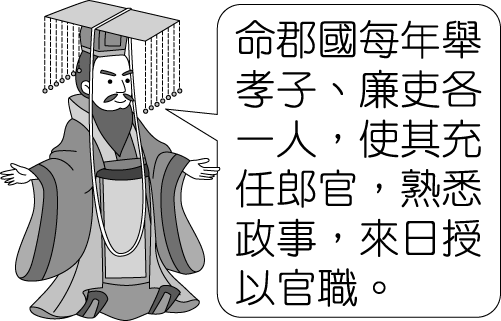 命郡國每年舉
孝子、廉吏各
一人，使其充
任郎官，熟悉
政事，來日授
以官職。